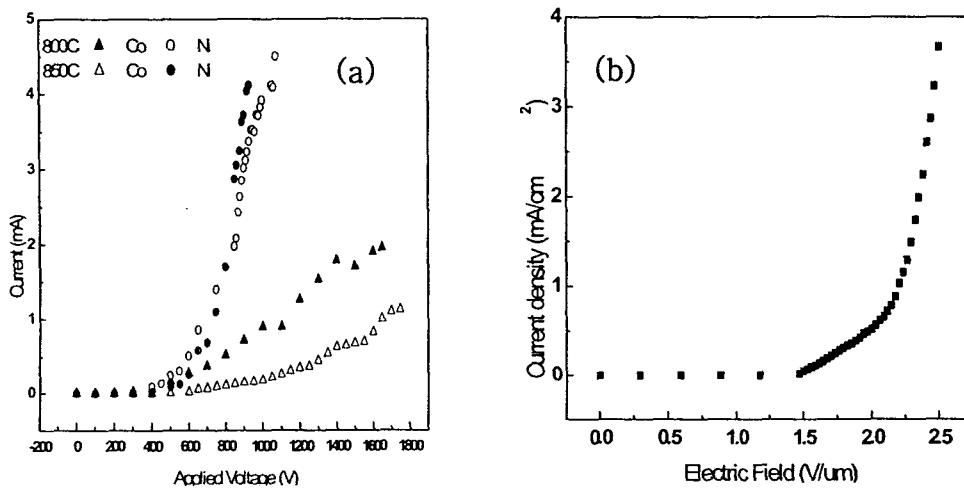 5
800C ▲ Co ○ Ni
850C △ Co ● Ni
(a)
4
3
2
1
0
Current (mA)
-200 0 200 400 600 800 1000 1200 1400 1600 1800
Applied Voltage (V)
(b)
4
3
2
1
0
Current density (mA/cm²)
0.0 0.5 1.0 1.5 2.0 2.5
Electric Field (V/um)